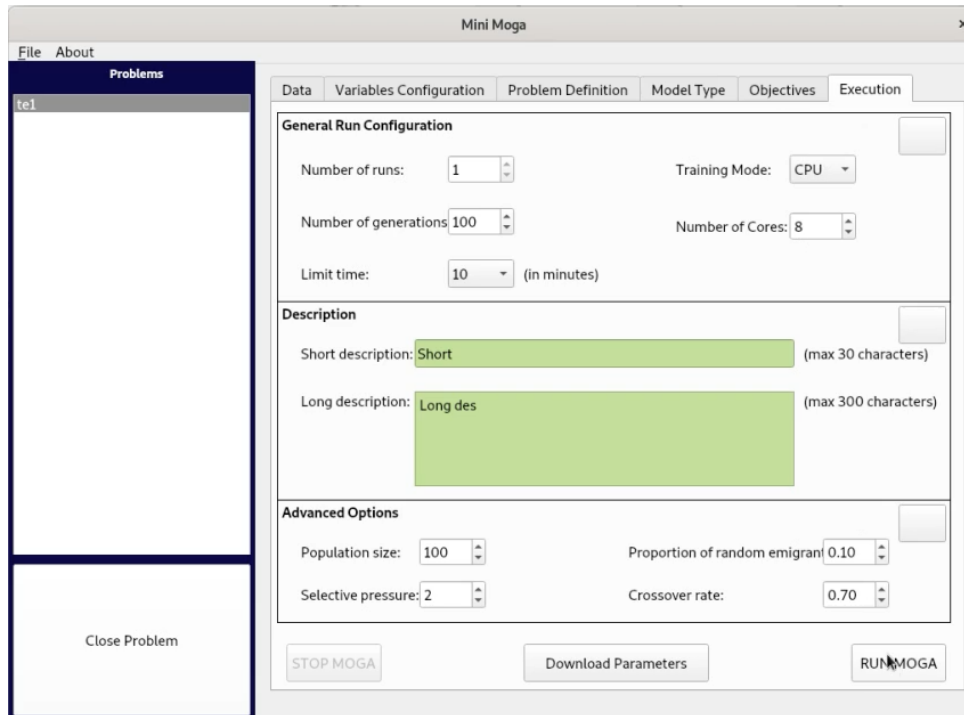 Mini Moga
×
File About
Problems
te1
Close Problem
Data Variables Configuration Problem Definition Model Type Objectives Execution
General Run Configuration
Number of runs: 1 Training Mode: CPU
Number of generations 100 Number of Cores: 8
Limit time: 10 (in minutes)
Description
Short description: Short (max 30 characters)
Long description: Long des (max 300 characters)
Advanced Options
Population size: 100 Proportion of random emigrant 0.10
Selective pressure: 2 Crossover rate: 0.70
STOP MOGA Download Parameters RUN MOGA